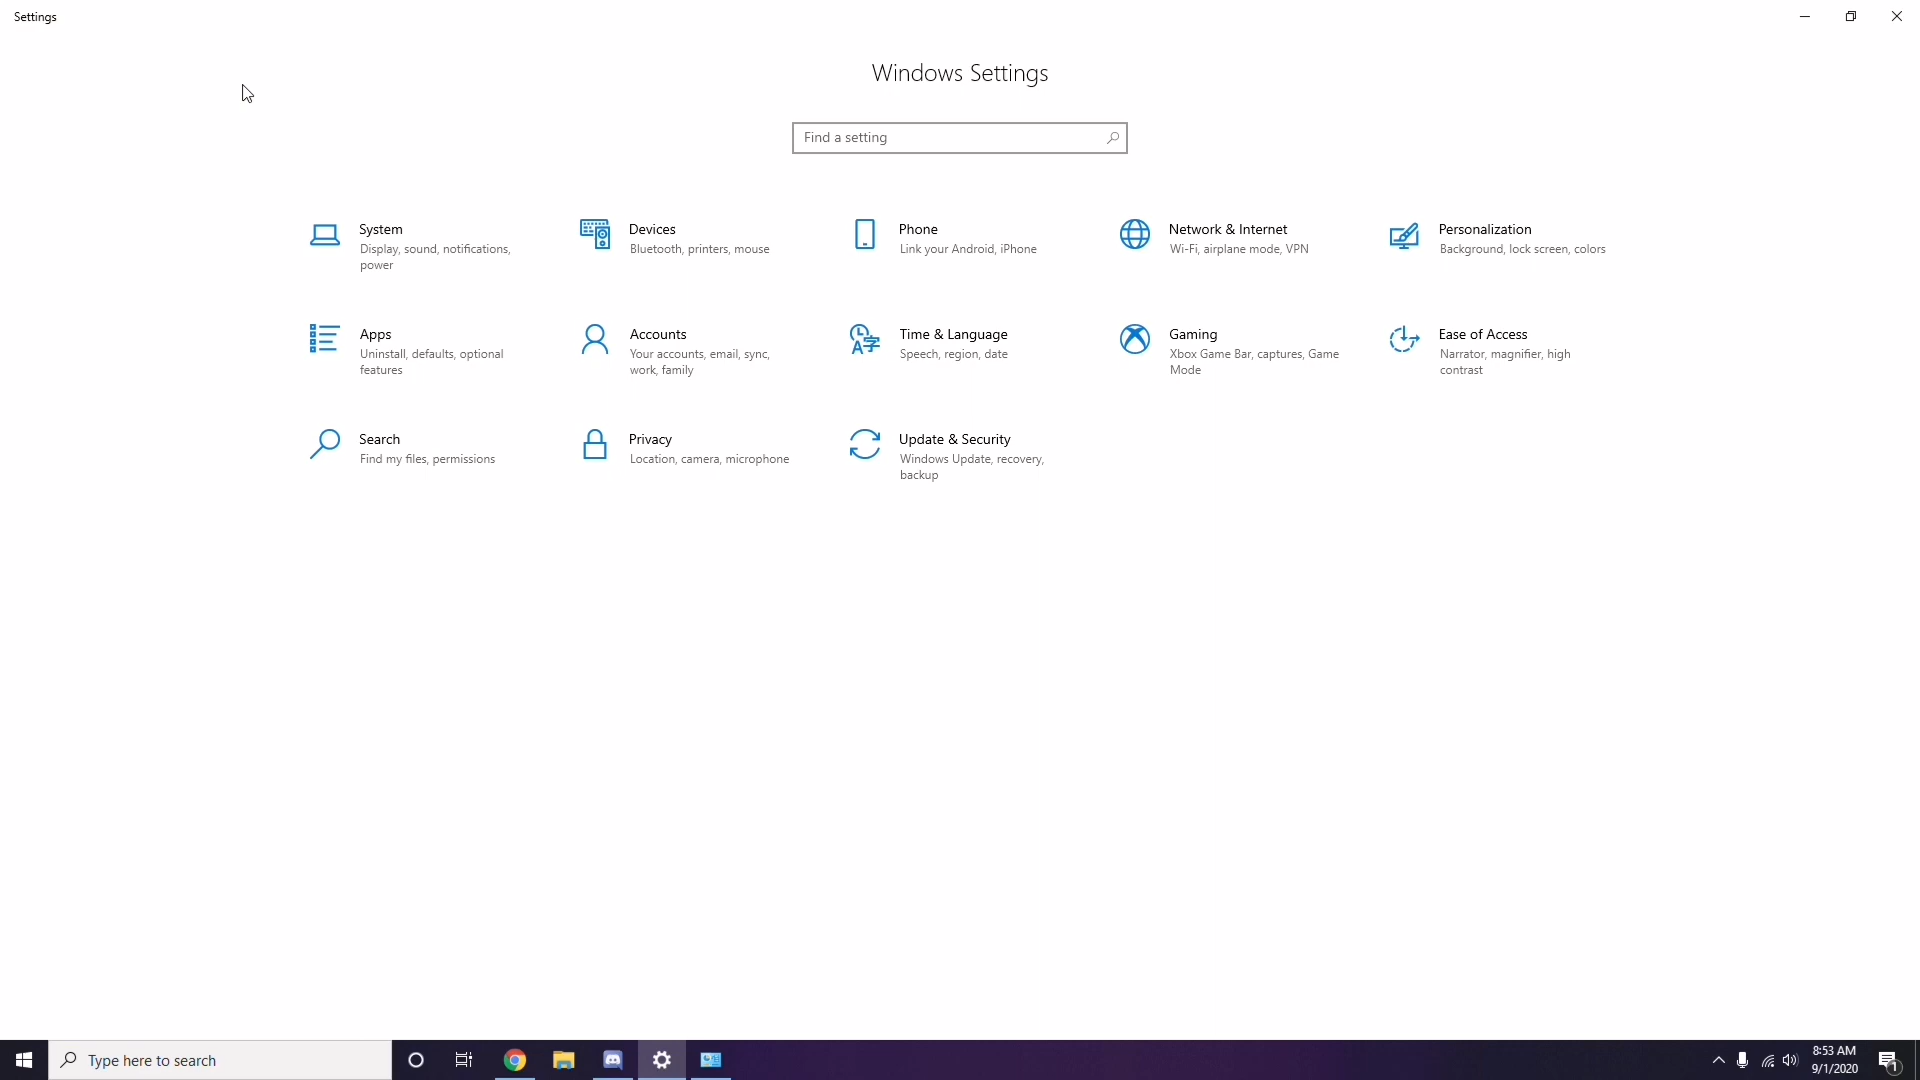 Settings
Windows Settings
Find a setting
System
Display, sound, notifications,
power
Devices
Bluetooth, printers, mouse
Phone
Link your Android, iPhone
Network & Internet
Wi-Fi, airplane mode, VPN
Personalization
Background, lock screen, colors
Apps
Uninstall, defaults, optional
features
Accounts
Your accounts, email, sync,
work, family
Time & Language
Speech, region, date
Gaming
Xbox Game Bar, captures, Game
Mode
Ease of Access
Narrator, magnifier, high
contrast
Search
Find my files, permissions
Privacy
Location, camera, microphone
Update & Security
Windows Update, recovery,
backup
Type here to search
8:53 AM
9/1/2020
1